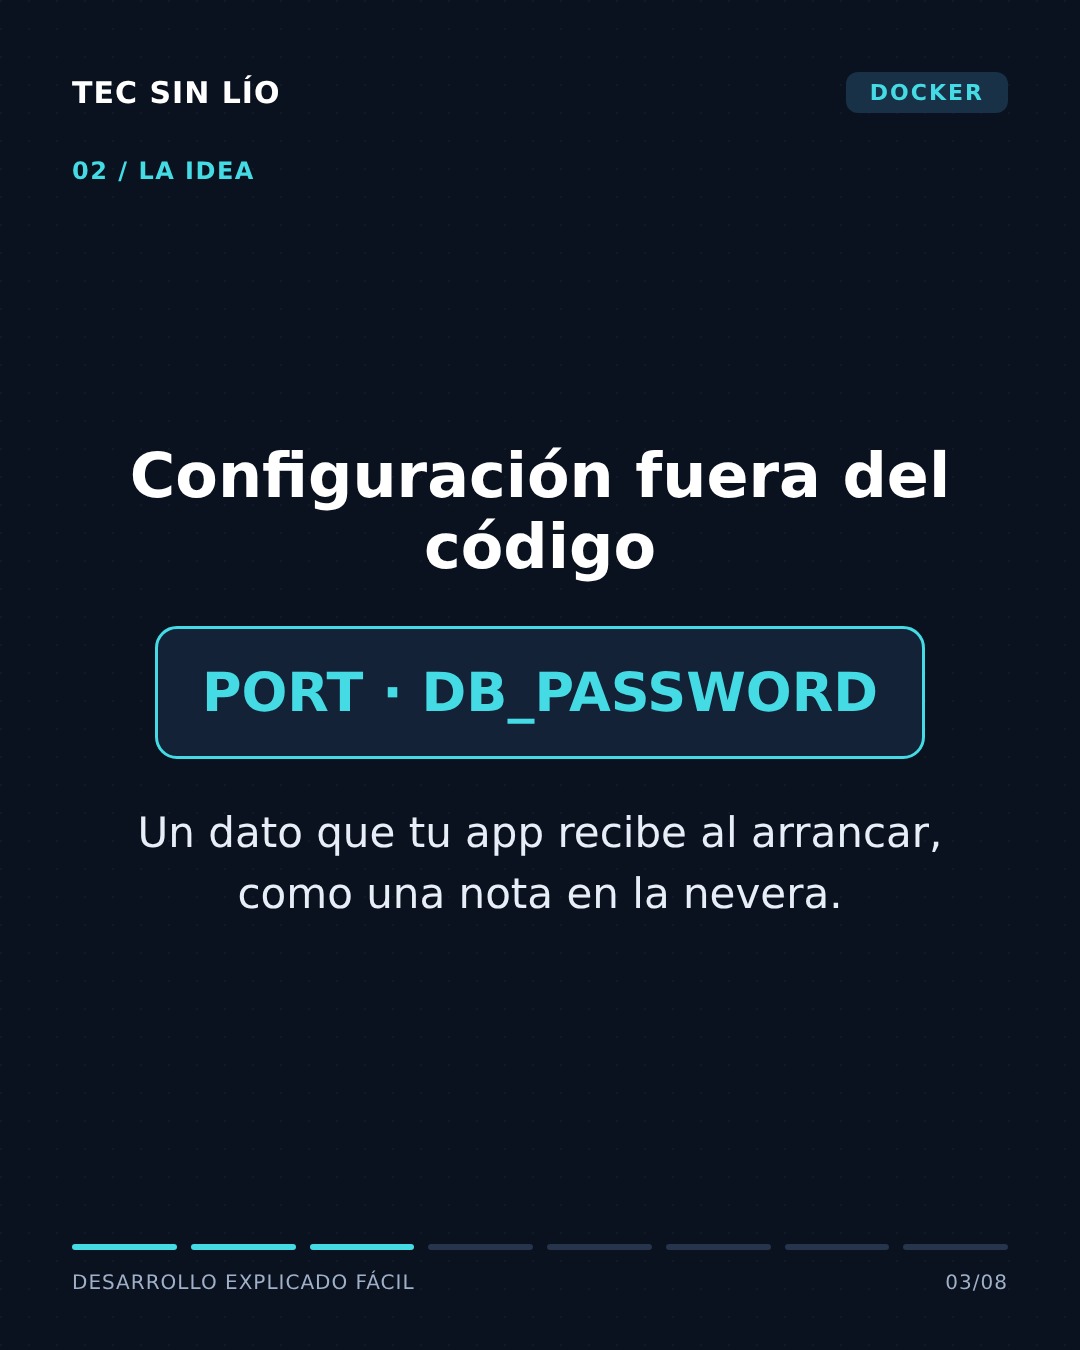 TEC SIN LÍO
DOCKER
02 / LA IDEA
Configuración fuera del
código
PORT · DB_PASSWORD
Un dato que tu app recibe al arrancar,
como una nota en la nevera.
DESARROLLO EXPLICADO FÁCIL
03/08